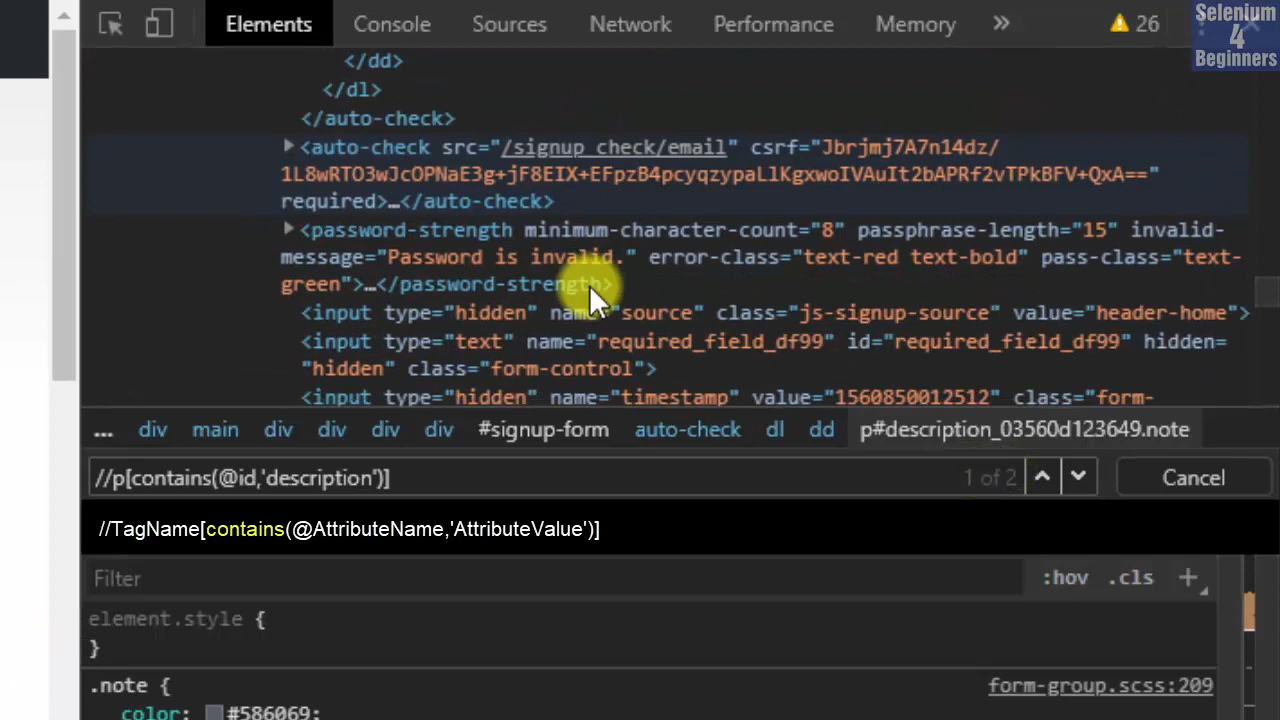 Elements Console Sources Network Performance Memory » 26
Selenium
4
Beginners
</dd>
</dl>
</auto-check>
<auto-check src="/signup_check/email" csrf="Jbrjmj7A7n14dz/
1L8wRTO3wJcOPNaE3g+jF8EIX+EFpzB4pcyqzypaLlKgxwoIVAuIt2bAPRf2vTPkBFV+QxA=="
required>…</auto-check>
<password-strength minimum-character-count="8" passphrase-length="15" invalid-
message="Password is invalid." error-class="text-red text-bold" pass-class="text-
green">…</password-strength>
<input type="hidden" name="source" class="js-signup-source" value="header-home">
<input type="text" name="required_field_df99" id="required_field_df99" hidden=
"hidden" class="form-control">
<input type="hidden" name="timestamp" value="1560850012512" class="form-
... div main div div div div #signup-form auto-check dl dd p#description_03560d123649.note
//p[contains(@id,'description')] 1 of 2 Cancel
//TagName[contains(@AttributeName,'AttributeValue')]
Filter :hov .cls +
element.style {
}
.note { form-group.scss:209
color: #586069;